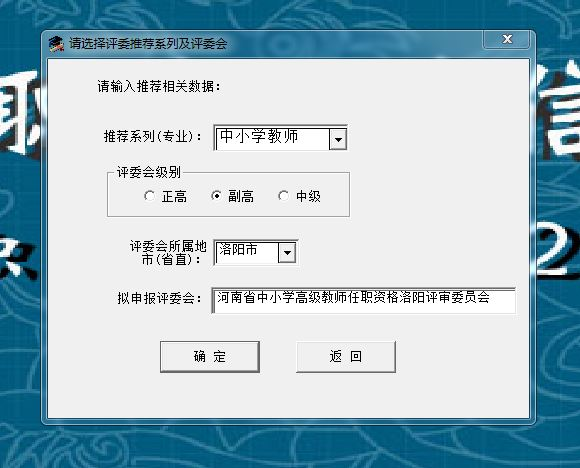 请选择评委推荐系列及评委会
请输入推荐相关数据：
推荐系列(专业)：
中小学教师
评委会级别
正高 副高 中级
评委会所属地
市(省直)：
洛阳市
拟申报评委会：
河南省中小学高级教师任职资格洛阳评审委员会
确 定 返 回
职 信
2